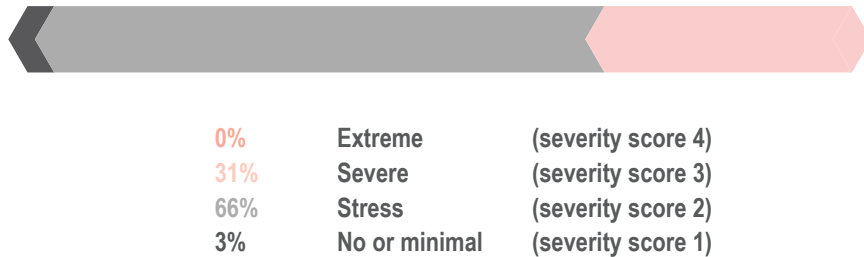 0% Extreme (severity score 4)
31% Severe (severity score 3)
66% Stress (severity score 2)
3% No or minimal (severity score 1)